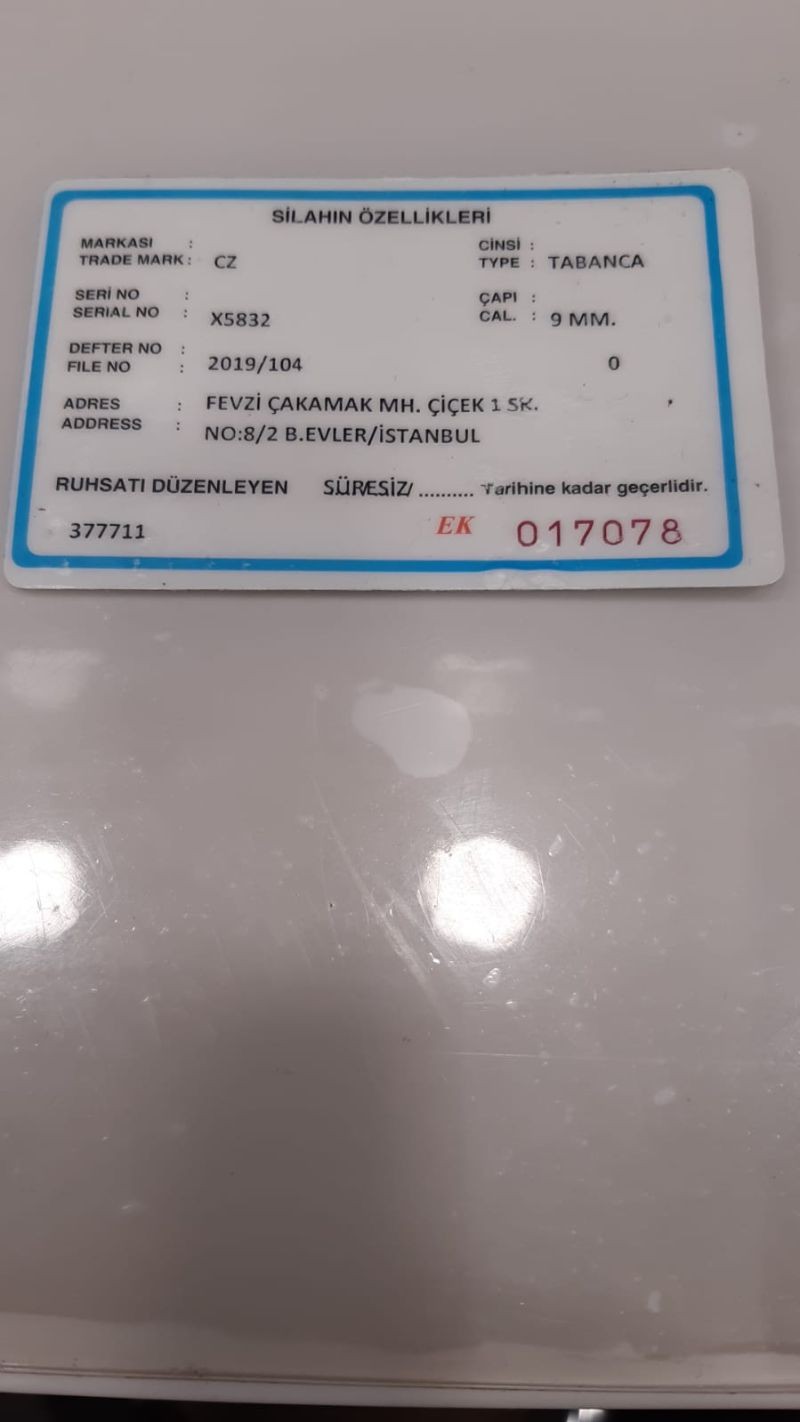 SİLAHIN ÖZELLİKLERİ
MARKASI :
TRADE MARK : CZ
CİNSİ :
TYPE : TABANCA
SERİ NO :
SERIAL NO : X5832
ÇAPI :
CAL. : 9 MM.
DEFTER NO :
FILE NO : 2019/104 0
ADRES : FEVZİ ÇAKAMAK MH. ÇİÇEK 1 SK.
ADDRESS : NO:8/2 B.EVLER/İSTANBUL
RUHSATI DÜZENLEYEN SÜRESİZ/ .......... Tarihine kadar geçerlidir.
377711 EK 017078